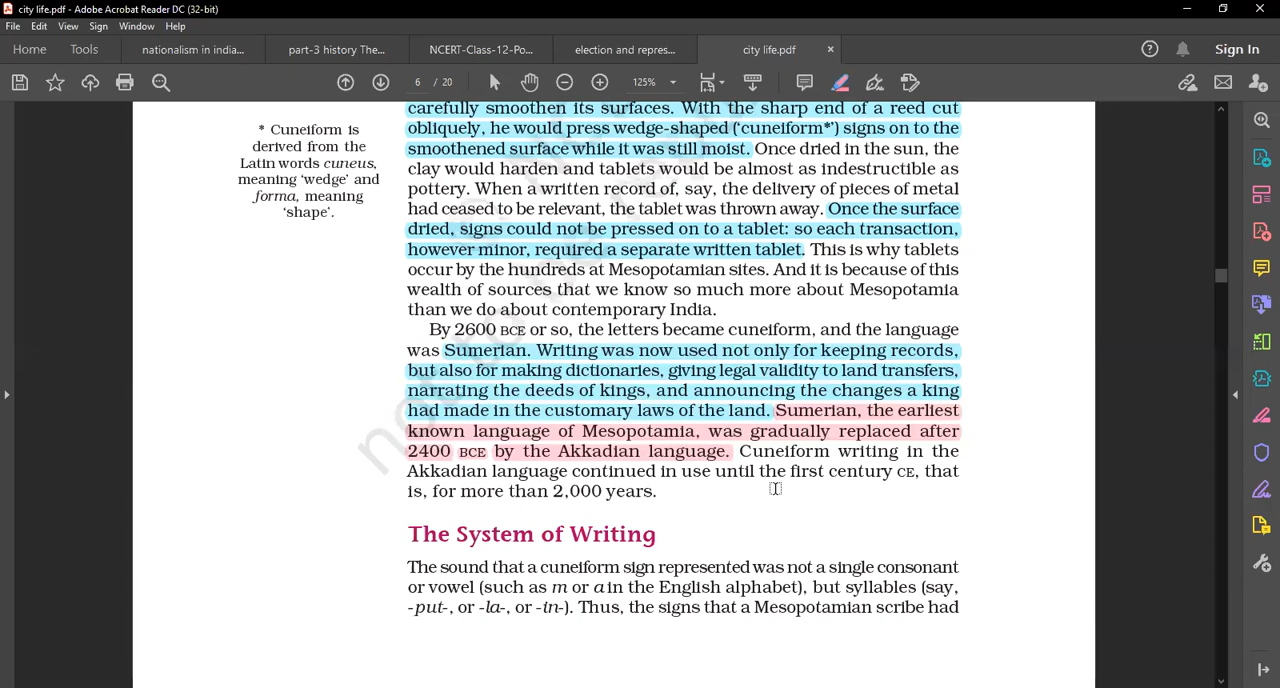 city life.pdf - Adobe Acrobat Reader DC (32-bit)
File Edit View Sign Window Help
Home Tools nationalism in india... part-3 history The... NCERT-Class-12-Po... election and repres... city life.pdf × Sign In
6 / 20 125%
carefully smoothen its surfaces. With the sharp end of a reed cut
obliquely, he would press wedge-shaped (‘cuneiform*’) signs on to the
smoothened surface while it was still moist. Once dried in the sun, the
clay would harden and tablets would be almost as indestructible as
pottery. When a written record of, say, the delivery of pieces of metal
had ceased to be relevant, the tablet was thrown away. Once the surface
dried, signs could not be pressed on to a tablet: so each transaction,
however minor, required a separate written tablet. This is why tablets
occur by the hundreds at Mesopotamian sites. And it is because of this
wealth of sources that we know so much more about Mesopotamia
than we do about contemporary India.
* Cuneiform is
derived from the
Latin words cuneus,
meaning ‘wedge’ and
forma, meaning
‘shape’.
By 2600 BCE or so, the letters became cuneiform, and the language
was Sumerian. Writing was now used not only for keeping records,
but also for making dictionaries, giving legal validity to land transfers,
narrating the deeds of kings, and announcing the changes a king
had made in the customary laws of the land. Sumerian, the earliest
known language of Mesopotamia, was gradually replaced after
2400 BCE by the Akkadian language. Cuneiform writing in the
Akkadian language continued in use until the first century CE, that
is, for more than 2,000 years.
The System of Writing
The sound that a cuneiform sign represented was not a single consonant
or vowel (such as m or a in the English alphabet), but syllables (say,
-put-, or -la-, or -in-). Thus, the signs that a Mesopotamian scribe had
not to